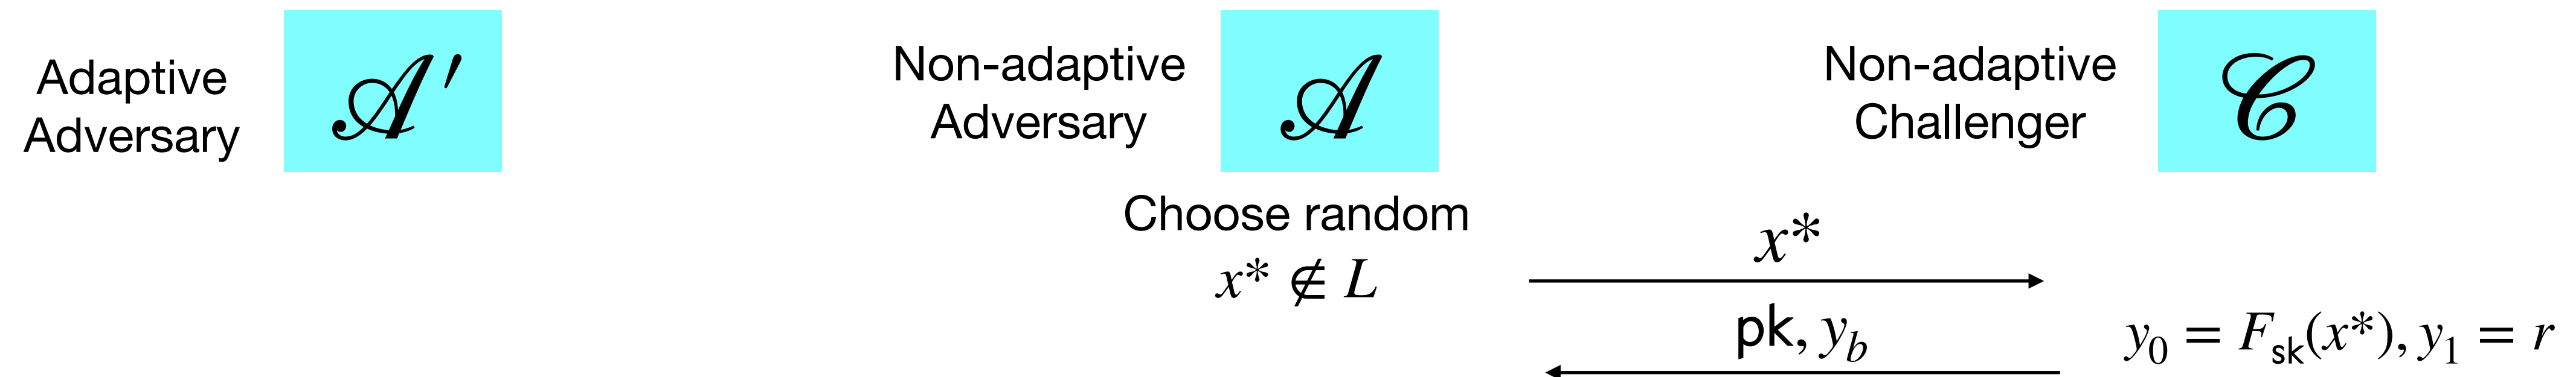 Adaptive
Adversary
𝒜′
Non-adaptive
Adversary
𝒜
Non-adaptive
Challenger
𝒞
Choose random
x* ∉ L
x*
pk, y_b
y_0 = F_sk(x*), y_1 = r